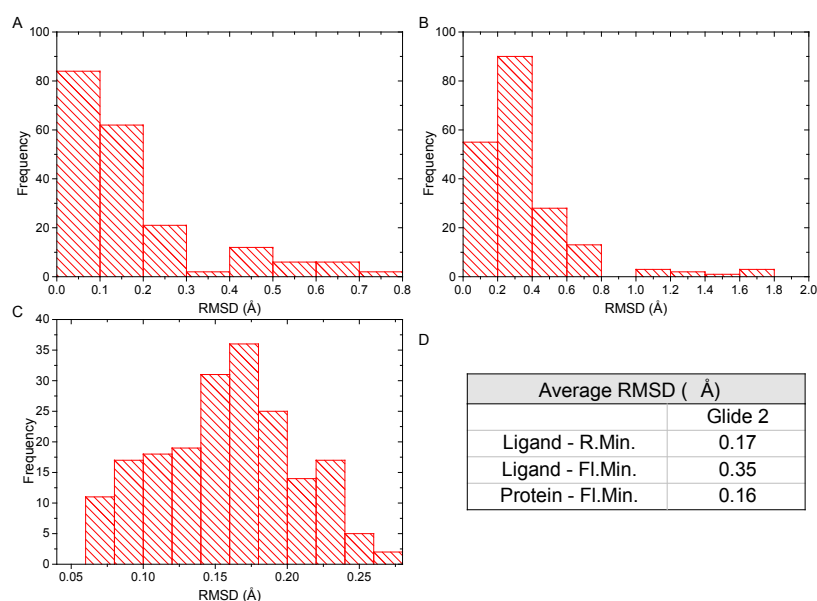 A
100
80
60
40
20
0
Frequency
0.0 0.1 0.2 0.3 0.4 0.5 0.6 0.7 0.8
RMSD (Å)
B
100
80
60
40
20
0
Frequency
0.0 0.2 0.4 0.6 0.8 1.0 1.2 1.4 1.6 1.8 2.0
RMSD (Å)
C
40
35
30
25
20
15
10
5
0
Frequency
0.05 0.10 0.15 0.20 0.25
RMSD (Å)
D
Average RMSD ( Å)
Glide 2
Ligand - R.Min. 0.17
Ligand - Fl.Min. 0.35
Protein - Fl.Min. 0.16